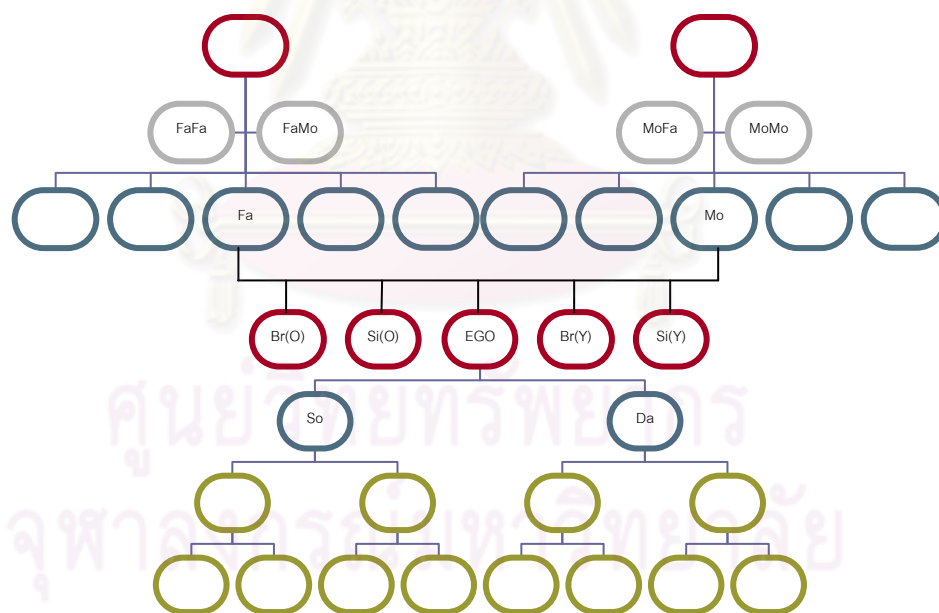 FaFa FaMo MoFa MoMo
Fa Mo
Br(O) Si(O) EGO Br(Y) Si(Y)
So Da
ศูนย์วิทยทรัพยากร
จุฬาลงกรณ์มหาวิทยาลัย